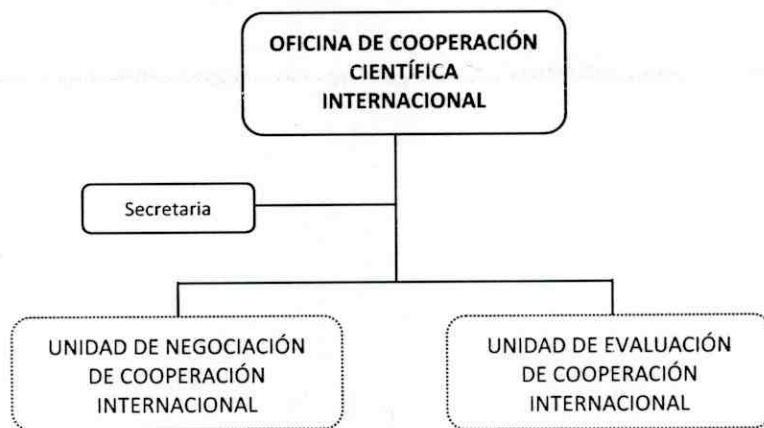 OFICINA DE COOPERACIÓN
CIENTÍFICA
INTERNACIONAL
Secretaria
UNIDAD DE NEGOCIACIÓN
DE COOPERACIÓN
INTERNACIONAL
UNIDAD DE EVALUACIÓN
DE COOPERACIÓN
INTERNACIONAL